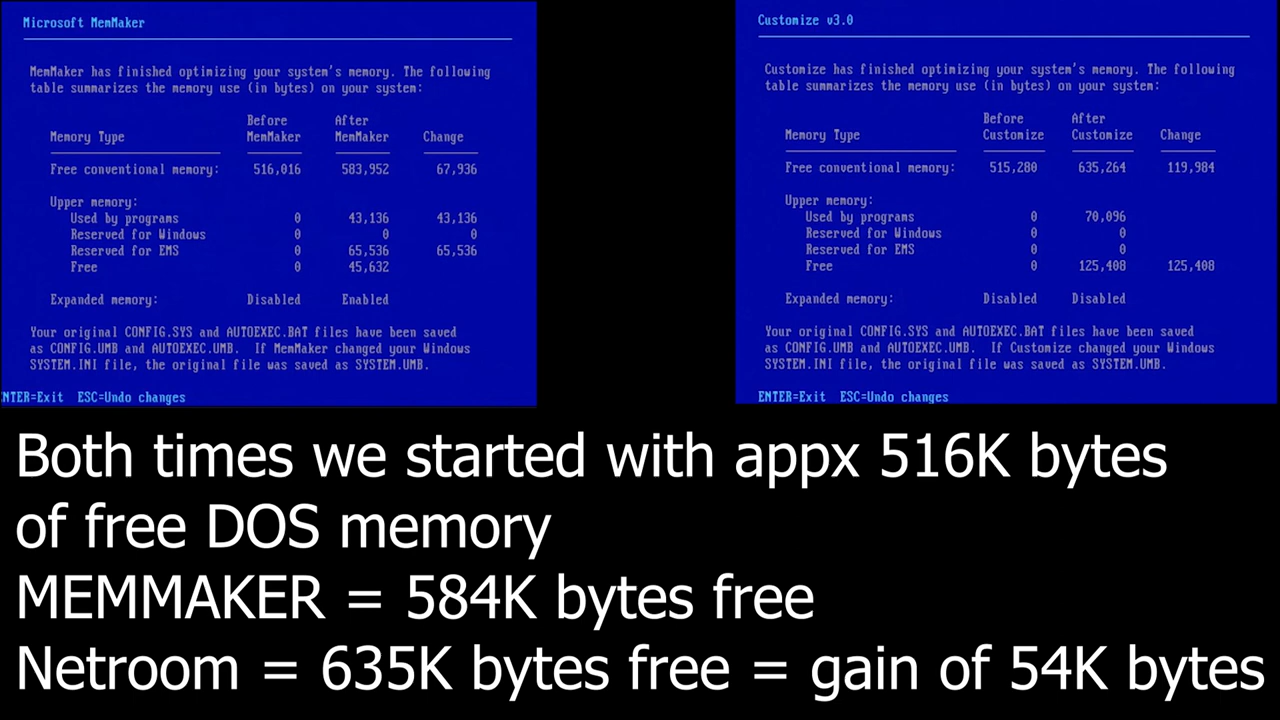 Microsoft MemMaker
MemMaker has finished optimizing your system's memory. The following
table summarizes the memory use (in bytes) on your system:
Before After
Memory Type MemMaker MemMaker Change
Free conventional memory: 516,016 583,952 67,936
Upper memory:
Used by programs 0 43,136 43,136
Reserved for Windows 0 0 0
Reserved for EMS 0 65,536 65,536
Free 0 45,632
Expanded memory: Disabled Enabled
Your original CONFIG.SYS and AUTOEXEC.BAT files have been saved
as CONFIG.UMB and AUTOEXEC.UMB. If MemMaker changed your Windows
SYSTEM.INI file, the original file was saved as SYSTEM.UMB.
NTER=Exit ESC=Undo changes
Customize v3.0
Customize has finished optimizing your system's memory. The following
table summarizes the memory use (in bytes) on your system:
Before After
Memory Type Customize Customize Change
Free conventional memory: 515,280 635,264 119,984
Upper memory:
Used by programs 0 70,096
Reserved for Windows 0 0
Reserved for EMS 0 0
Free 0 125,408 125,408
Expanded memory: Disabled Disabled
Your original CONFIG.SYS and AUTOEXEC.BAT files have been saved
as CONFIG.UMB and AUTOEXEC.UMB. If Customize changed your Windows
SYSTEM.INI file, the original file was saved as SYSTEM.UMB.
ENTER=Exit ESC=Undo changes
Both times we started with appx 516K bytes
of free DOS memory
MEMMAKER = 584K bytes free
Netroom = 635K bytes free = gain of 54K bytes